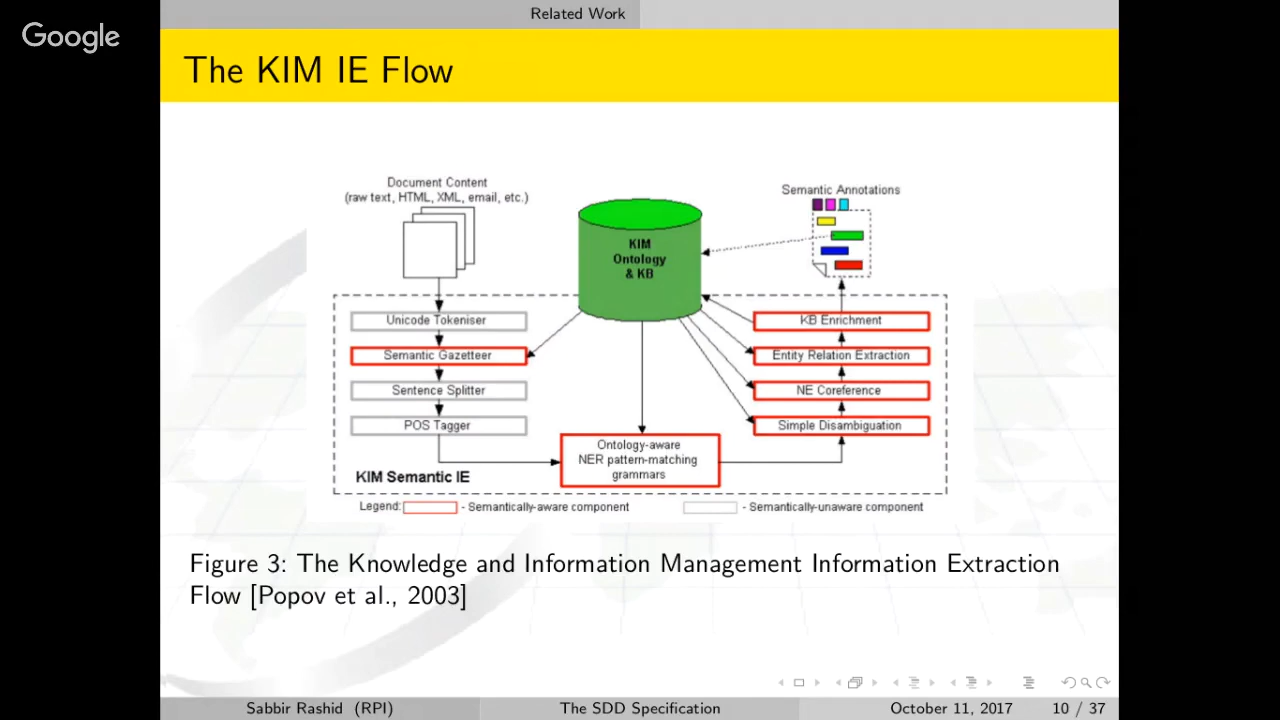 Related Work
Google
The KIM IE Flow
Document Content
(raw text, HTML, XML, email, etc.)
KIM
Ontology
& KB
Semantic Annotations
Unicode Tokeniser
Semantic Gazetteer
Sentence Splitter
POS Tagger
KIM Semantic IE
Ontology-aware
NER pattern-matching
grammars
KB Enrichment
Entity Relation Extraction
NE Coreference
Simple Disambiguation
Legend: - Semantically-aware component - Semantically-unaware component
Figure 3: The Knowledge and Information Management Information Extraction
Flow [Popov et al., 2003]
Sabbir Rashid (RPI) The SDD Specification October 11, 2017 10 / 37